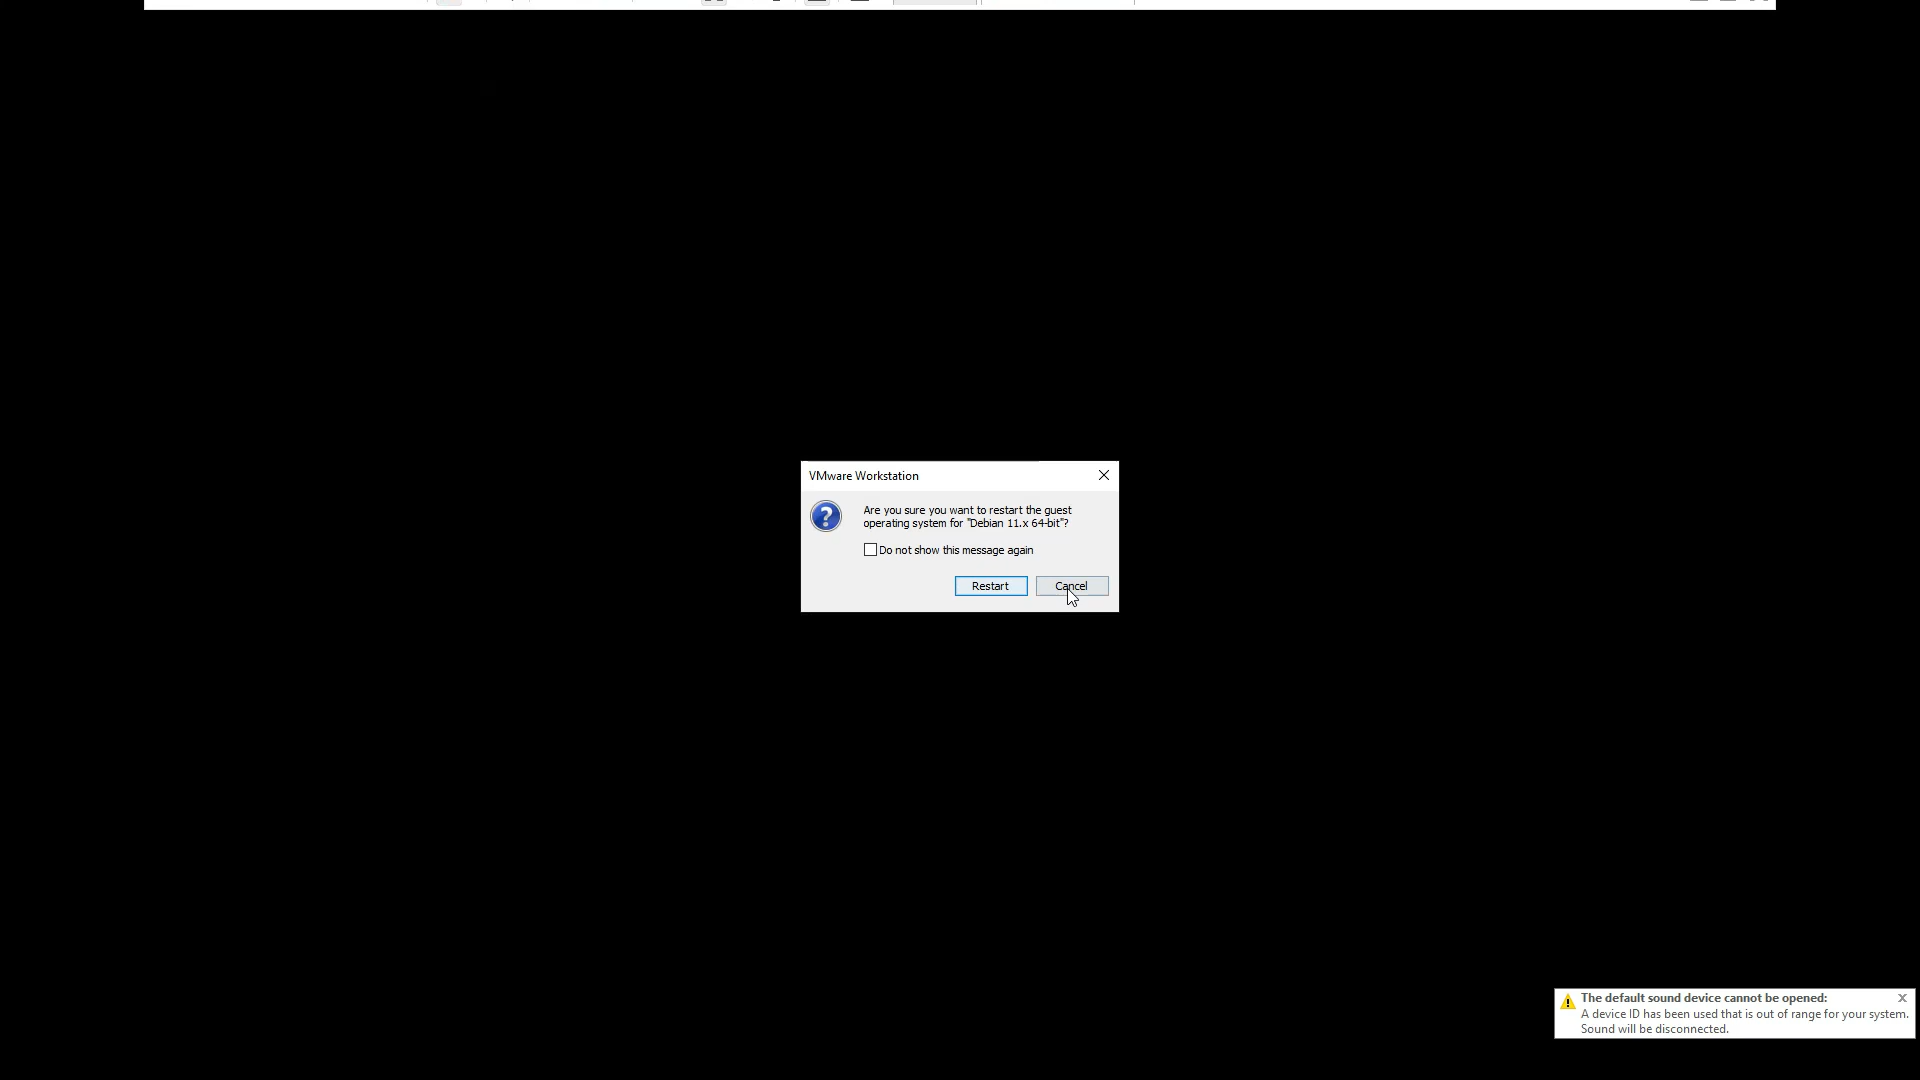 VMware Workstation
Are you sure you want to restart the guest
operating system for "Debian 11.x 64-bit"?
Do not show this message again
Restart
Cancel
The default sound device cannot be opened:
A device ID has been used that is out of range for your system.
Sound will be disconnected.